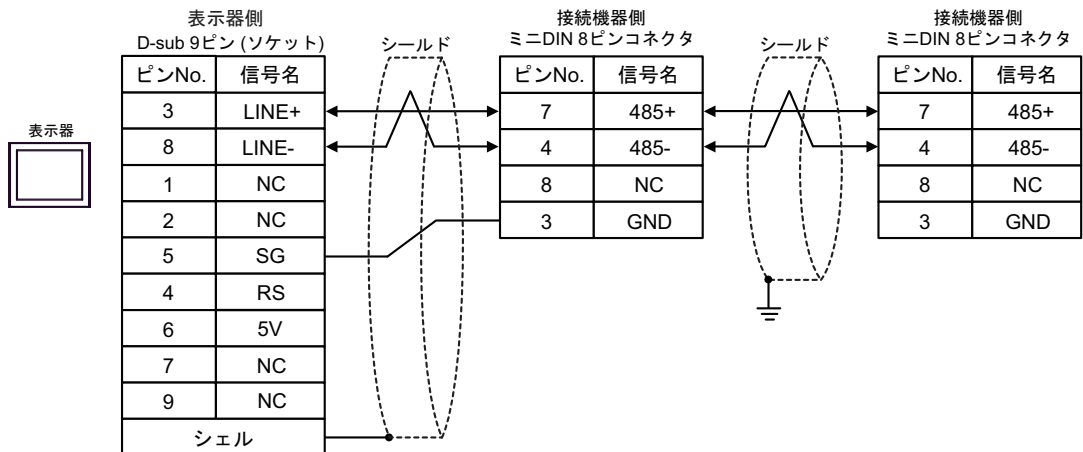 表示器
表示器側
D-sub 9ピン (ソケット)
ピンNo. 信号名
3 LINE+
8 LINE-
1 NC
2 NC
5 SG
4 RS
6 5V
7 NC
9 NC
シェル
シールド
接続機器側
ミニDIN 8ピンコネクタ
ピンNo. 信号名
7 485+
4 485-
8 NC
3 GND
シールド
接続機器側
ミニDIN 8ピンコネクタ
ピンNo. 信号名
7 485+
4 485-
8 NC
3 GND